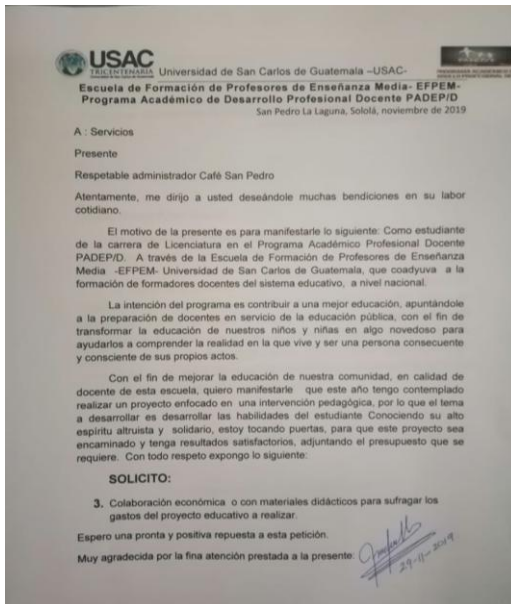 USAC
TRICENTENARIA
Universidad de San Carlos de Guatemala
Universidad de San Carlos de Guatemala –USAC-
Escuela de Formación de Profesores de Enseñanza Media- EFPEM-
Programa Académico de Desarrollo Profesional Docente PADEP/D
San Pedro La Laguna, Sololá, noviembre de 2019
A : Servicios
Presente
Respetable administrador Café San Pedro
Atentamente, me dirijo a usted deseándole muchas bendiciones en su labor
cotidiano.
El motivo de la presente es para manifestarle lo siguiente: Como estudiante
de la carrera de Licenciatura en el Programa Académico Profesional Docente
PADEP/D. A través de la Escuela de Formación de Profesores de Enseñanza
Media -EFPEM- Universidad de San Carlos de Guatemala, que coadyuva a la
formación de formadores docentes del sistema educativo, a nivel nacional.
La intención del programa es contribuir a una mejor educación, apuntándole
a la preparación de docentes en servicio de la educación pública, con el fin de
transformar la educación de nuestros niños y niñas en algo novedoso para
ayudarlos a comprender la realidad en la que vive y ser una persona consecuente
y consciente de sus propios actos.
Con el fin de mejorar la educación de nuestra comunidad, en calidad de
docente de esta escuela, quiero manifestarle que este año tengo contemplado
realizar un proyecto enfocado en una intervención pedagógica, por lo que el tema
a desarrollar es desarrollar las habilidades del estudiante Conociendo su alto
espíritu altruista y solidario, estoy tocando puertas, para que este proyecto sea
encaminado y tenga resultados satisfactorios, adjuntando el presupuesto que se
requiere. Con todo respeto expongo lo siguiente:
SOLICITO:
3. Colaboración económica o con materiales didácticos para sufragar los
gastos del proyecto educativo a realizar.
Espero una pronta y positiva repuesta a esta petición.
Muy agradecida por la fina atención prestada a la presente:
29-11-2019